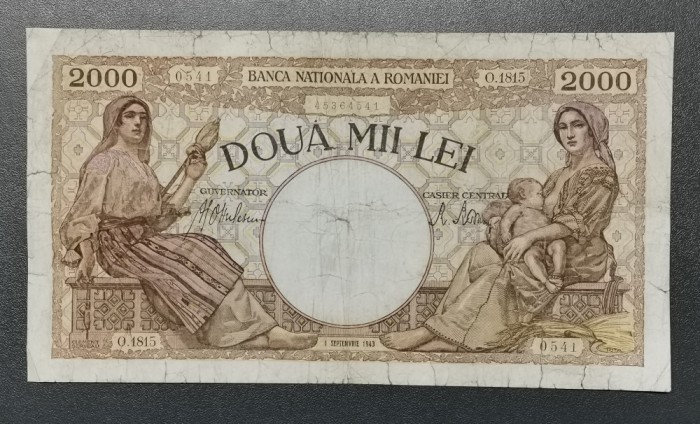 2000 0541 BANCA NATIONALA A ROMANIEI O.1815 2000
45364541
DOUĂ MII LEI
GUVERNATOR CASIER CENTRAL
O.1815 1 SEPTEMVRIE 1943 0541